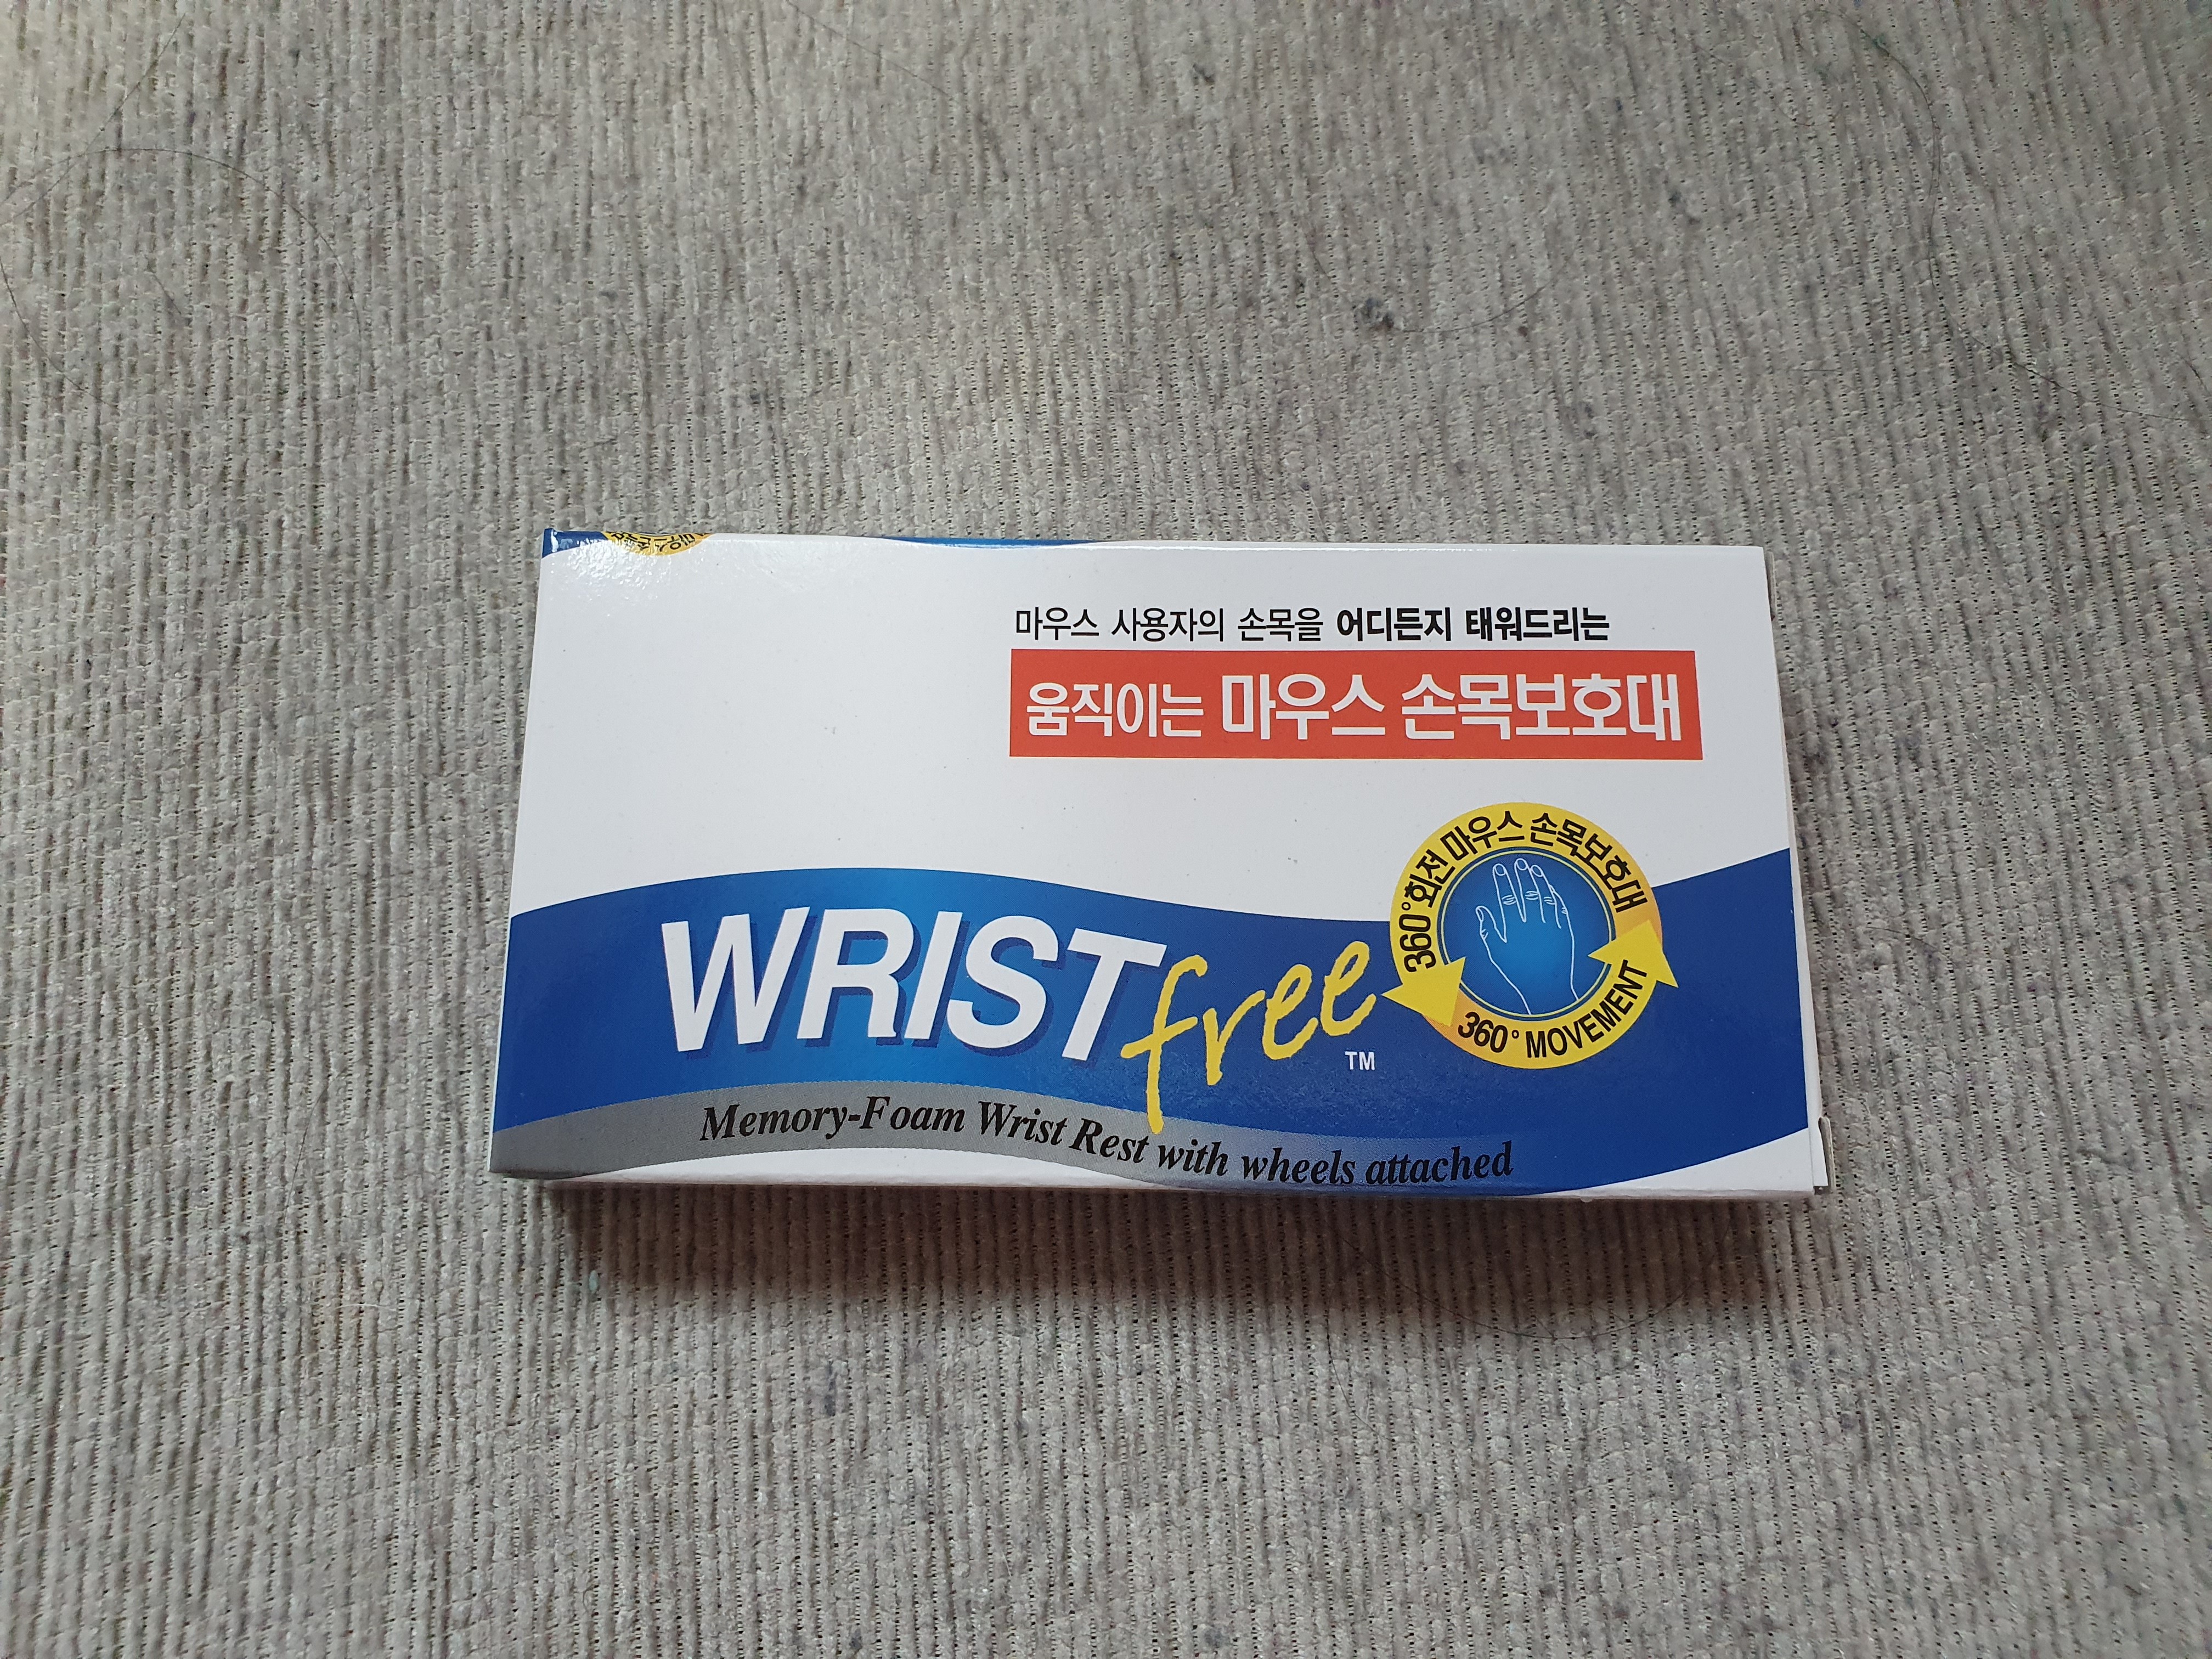 마우스 사용자의 손목을 어디든지 태워드리는
움직이는 마우스 손목보호대
360°회전 마우스 손목보호대
360° MOVEMENT
WRISTfree
TM
Memory-Foam Wrist Rest with wheels attached